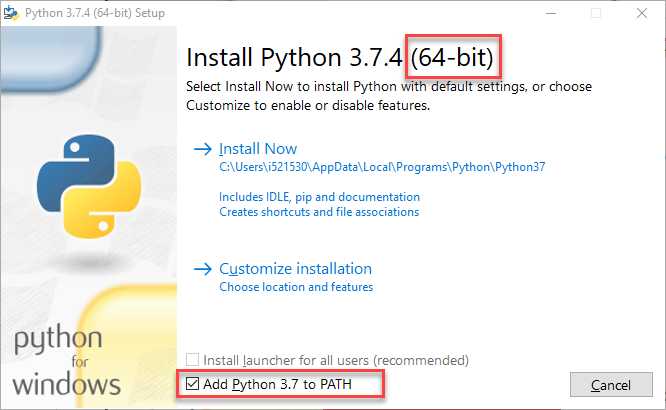 Python 3.7.4 (64-bit) Setup
Install Python 3.7.4 (64-bit)
Select Install Now to install Python with default settings, or choose
Customize to enable or disable features.
Install Now
C:\Users\i521530\AppData\Local\Programs\Python\Python37
Includes IDLE, pip and documentation
Creates shortcuts and file associations
Customize installation
Choose location and features
python
for
windows
Install launcher for all users (recommended)
Add Python 3.7 to PATH
Cancel